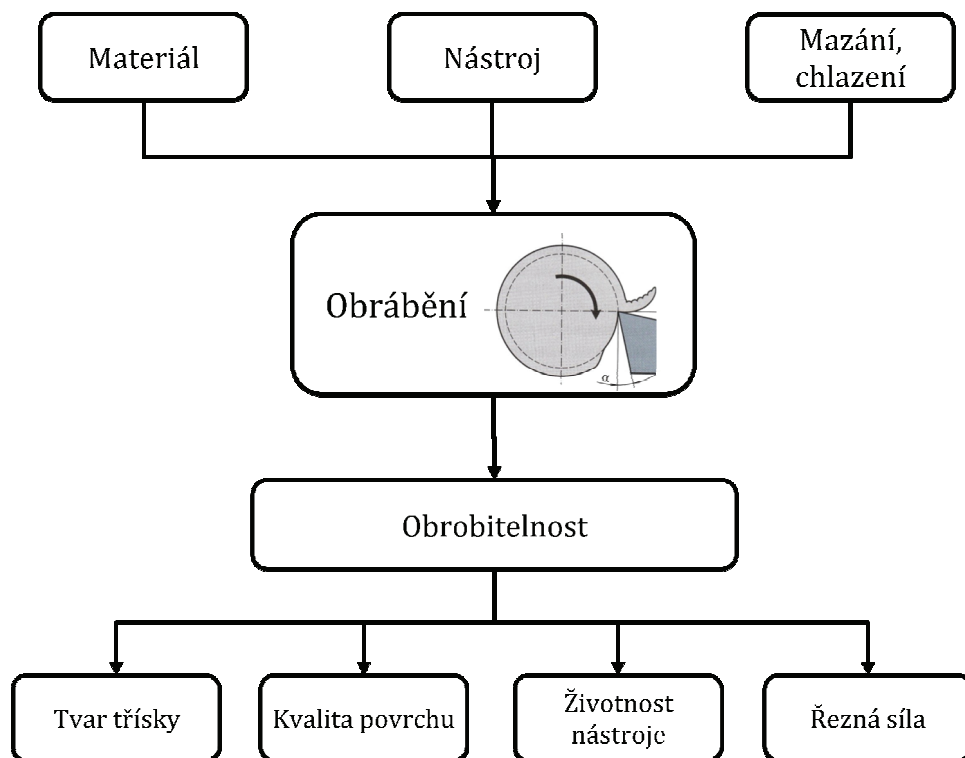 Materiál
Nástroj
Mazání,
chlazení
Obrábění
α
Obrobitelnost
Tvar třísky
Kvalita povrchu
Životnost
nástroje
Řezná síla